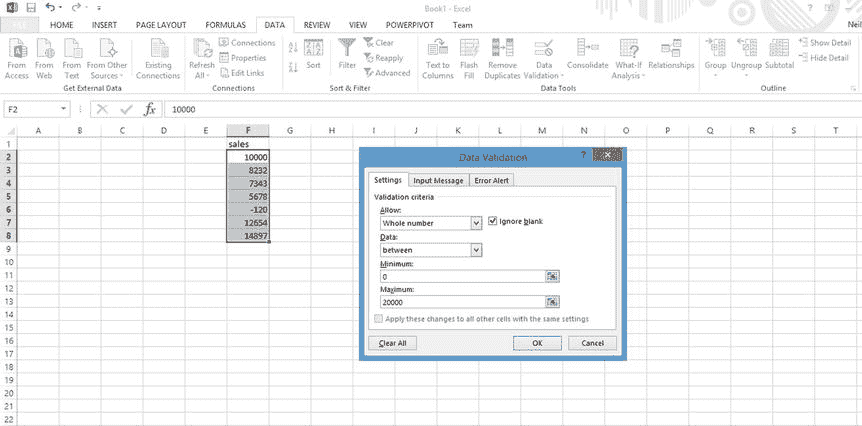 Book1 - Excel
FILE HOME INSERT PAGE LAYOUT FORMULAS DATA REVIEW VIEW POWERPIVOT Team Neil
From Access
From Web
From Text
From Other Sources
Existing Connections
Get External Data
Refresh All
Connections
Properties
Edit Links
Connections
Sort
Filter
Clear
Reapply
Advanced
Sort & Filter
Text to Columns
Flash Fill
Remove Duplicates
Data Validation
Consolidate
What-If Analysis
Relationships
Data Tools
Group
Ungroup
Subtotal
Show Detail
Hide Detail
Outline
F2 fx 10000
A B C D E F G H I J K L M N O P Q R S T
1 sales
2 10000
3 8232
4 7343
5 5678
6 -120
7 12654
8 14897
9
10
11
12
13
14
15
16
17
18
19
20
21
22
Data Validation
Settings Input Message Error Alert
Validation criteria
Allow:
Whole number Ignore blank
Data:
between
Minimum:
0
Maximum:
20000
Apply these changes to all other cells with the same settings
Clear All OK Cancel